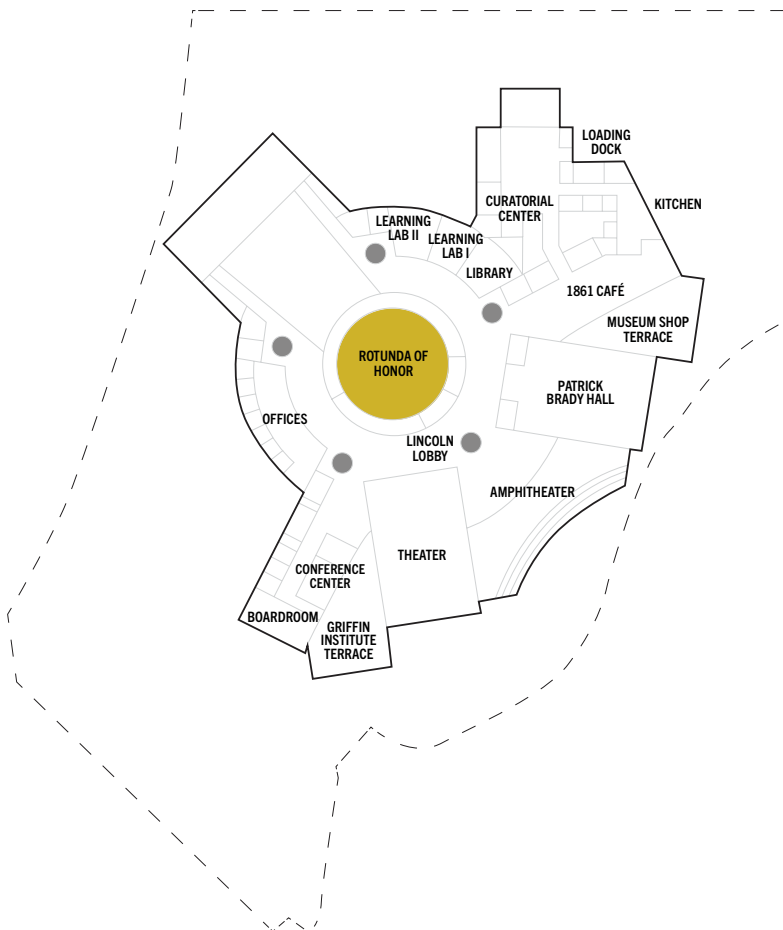 LOADING
DOCK
CURATORIAL
CENTER
KITCHEN
LEARNING
LAB II
LEARNING
LAB I
LIBRARY
1861 CAFÉ
MUSEUM SHOP
TERRACE
ROTUNDA OF
HONOR
PATRICK
BRADY HALL
OFFICES
LINCOLN
LOBBY
AMPHITHEATER
THEATER
CONFERENCE
CENTER
BOARDROOM
GRIFFIN
INSTITUTE
TERRACE